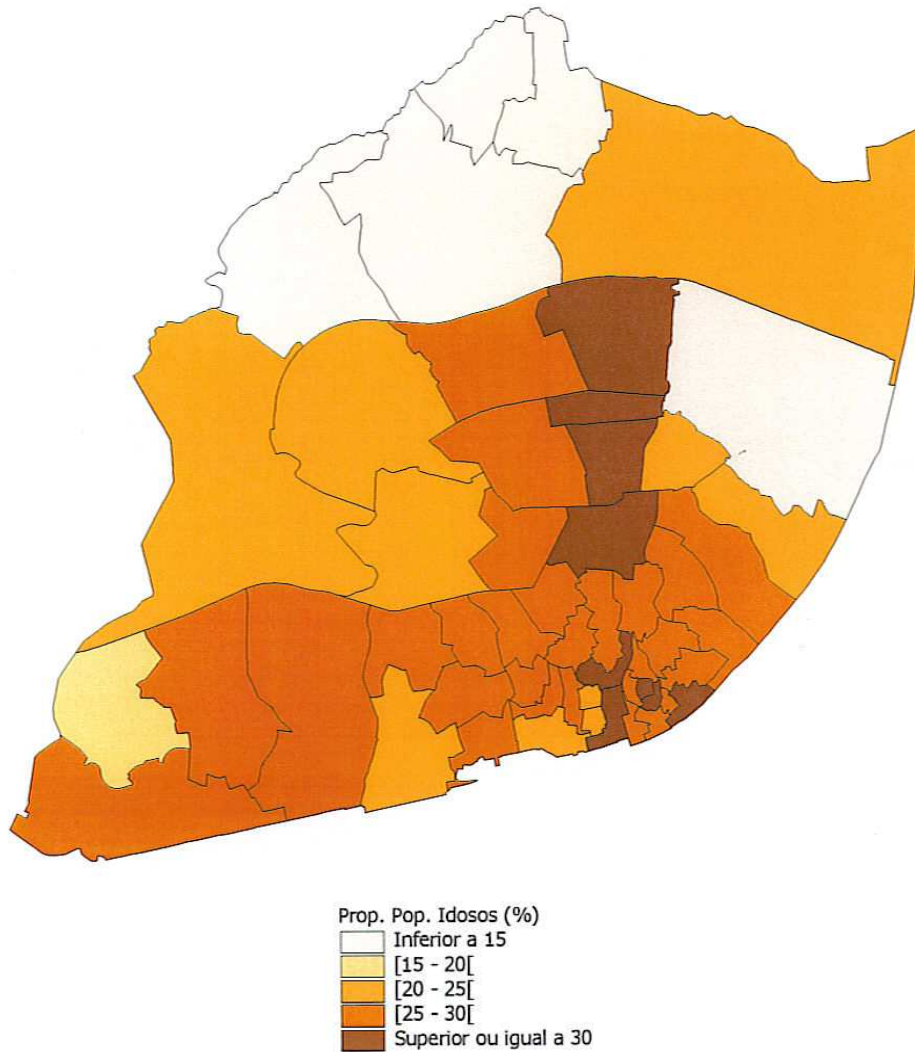 Prop. Pop. Idosos (%)
Inferior a 15
[15 - 20[
[20 - 25[
[25 - 30[
Superior ou igual a 30